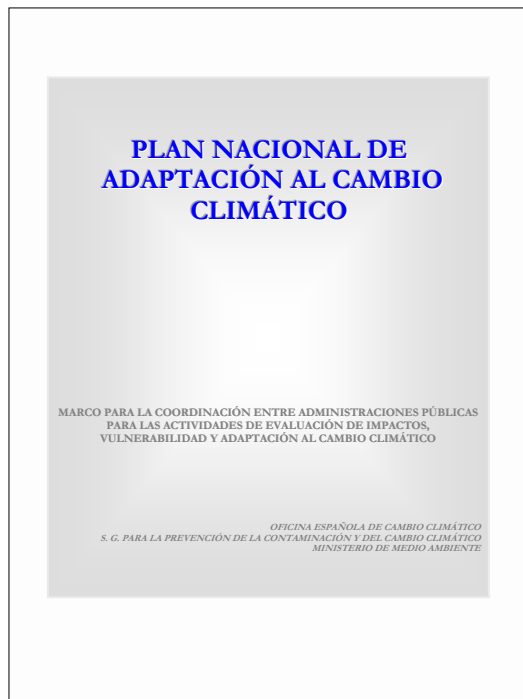 PLAN NACIONAL DE
ADAPTACIÓN AL CAMBIO
CLIMÁTICO
MARCO PARA LA COORDINACIÓN ENTRE ADMINISTRACIONES PÚBLICAS
PARA LAS ACTIVIDADES DE EVALUACIÓN DE IMPACTOS,
VULNERABILIDAD Y ADAPTACIÓN AL CAMBIO CLIMÁTICO
OFICINA ESPAÑOLA DE CAMBIO CLIMÁTICO
S. G. PARA LA PREVENCIÓN DE LA CONTAMINACIÓN Y DEL CAMBIO CLIMÁTICO
MINISTERIO DE MEDIO AMBIENTE